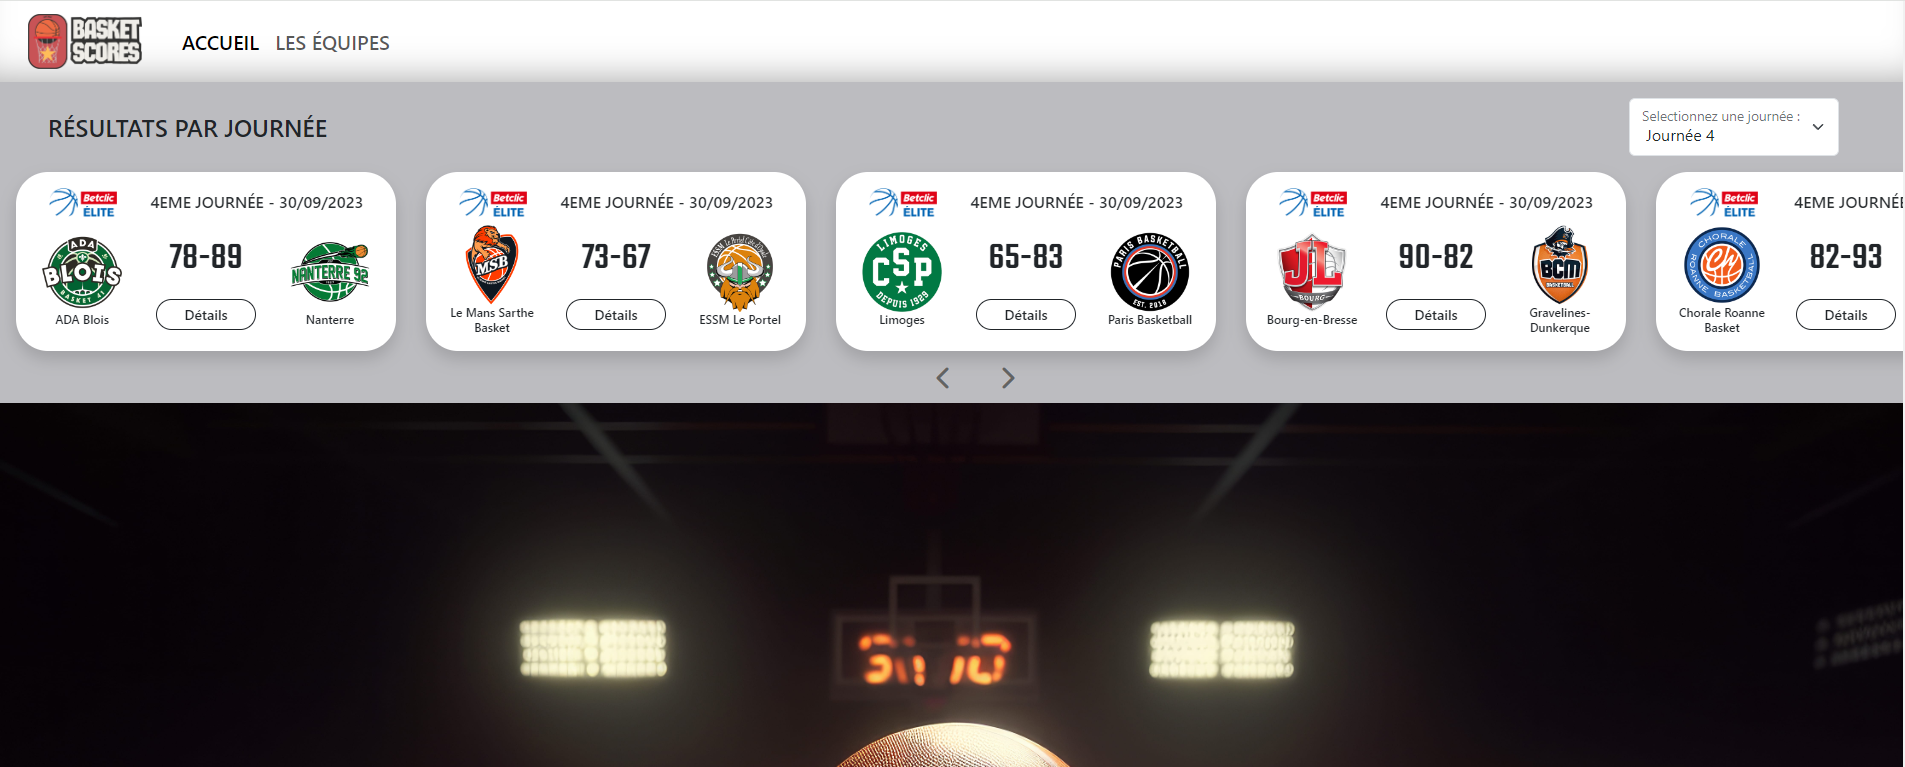 BASKET
SCORES
ACCUEIL LES ÉQUIPES
RÉSULTATS PAR JOURNÉE
Selectionnez une journée :
Journée 4
Betclic
ÉLITE
4EME JOURNÉE - 30/09/2023
ADA
BLOIS
BASKET 41
78-89
NANTERRE 92
ADA Blois
Détails
Nanterre
Betclic
ÉLITE
4EME JOURNÉE - 30/09/2023
MSB
73-67
Le Mans Sarthe
Basket
Détails
ESSM Le Portel
Betclic
ÉLITE
4EME JOURNÉE - 30/09/2023
LIMOGES
CSP
DEPUIS 1929
65-83
PARIS BASKETBALL
EST. 2018
Limoges
Détails
Paris Basketball
Betclic
ÉLITE
4EME JOURNÉE - 30/09/2023
JL
BOURG
90-82
BCM
BASKETBALL
Bourg-en-Bresse
Détails
Gravelines-
Dunkerque
Betclic
ÉLITE
4EME JOURNÉE
CHORALE
ROANNE BASKETBALL
82-93
Chorale Roanne
Basket
Détails